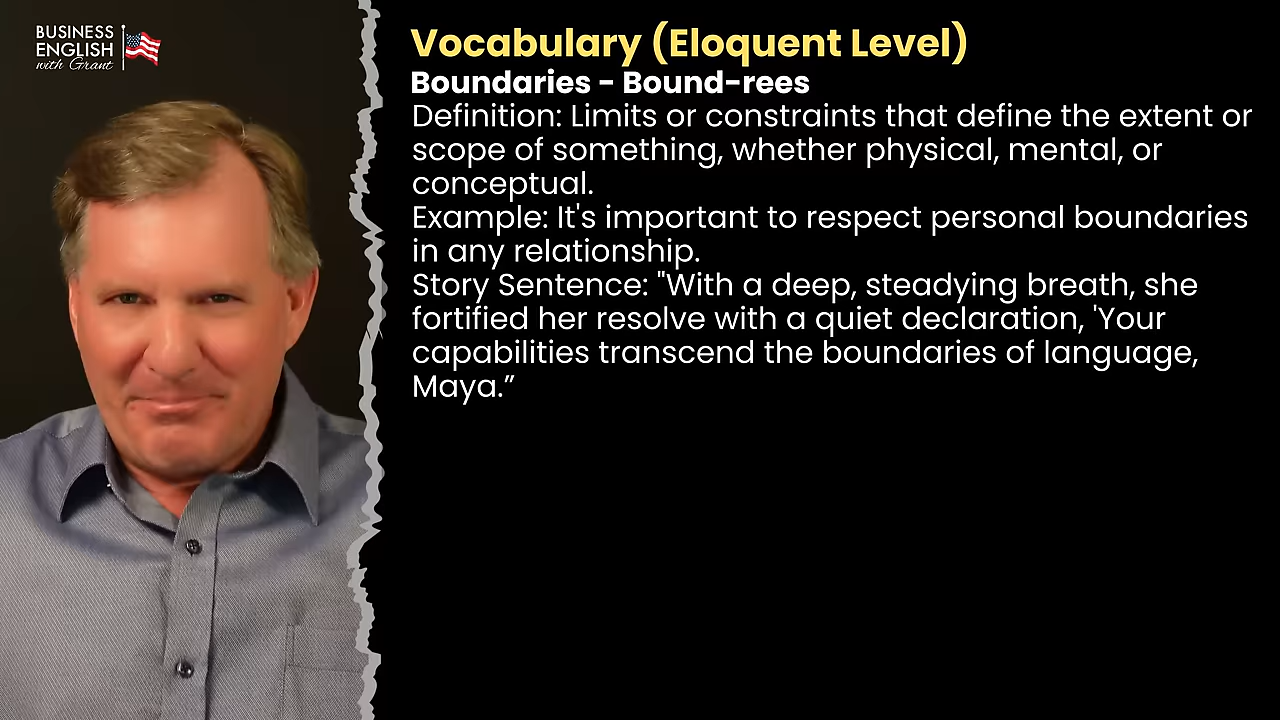 BUSINESS
ENGLISH
with Grant
Vocabulary (Eloquent Level)
Boundaries - Bound-rees
Definition: Limits or constraints that define the extent or
scope of something, whether physical, mental, or
conceptual.
Example: It's important to respect personal boundaries
in any relationship.
Story Sentence: "With a deep, steadying breath, she
fortified her resolve with a quiet declaration, 'Your
capabilities transcend the boundaries of language,
Maya.”